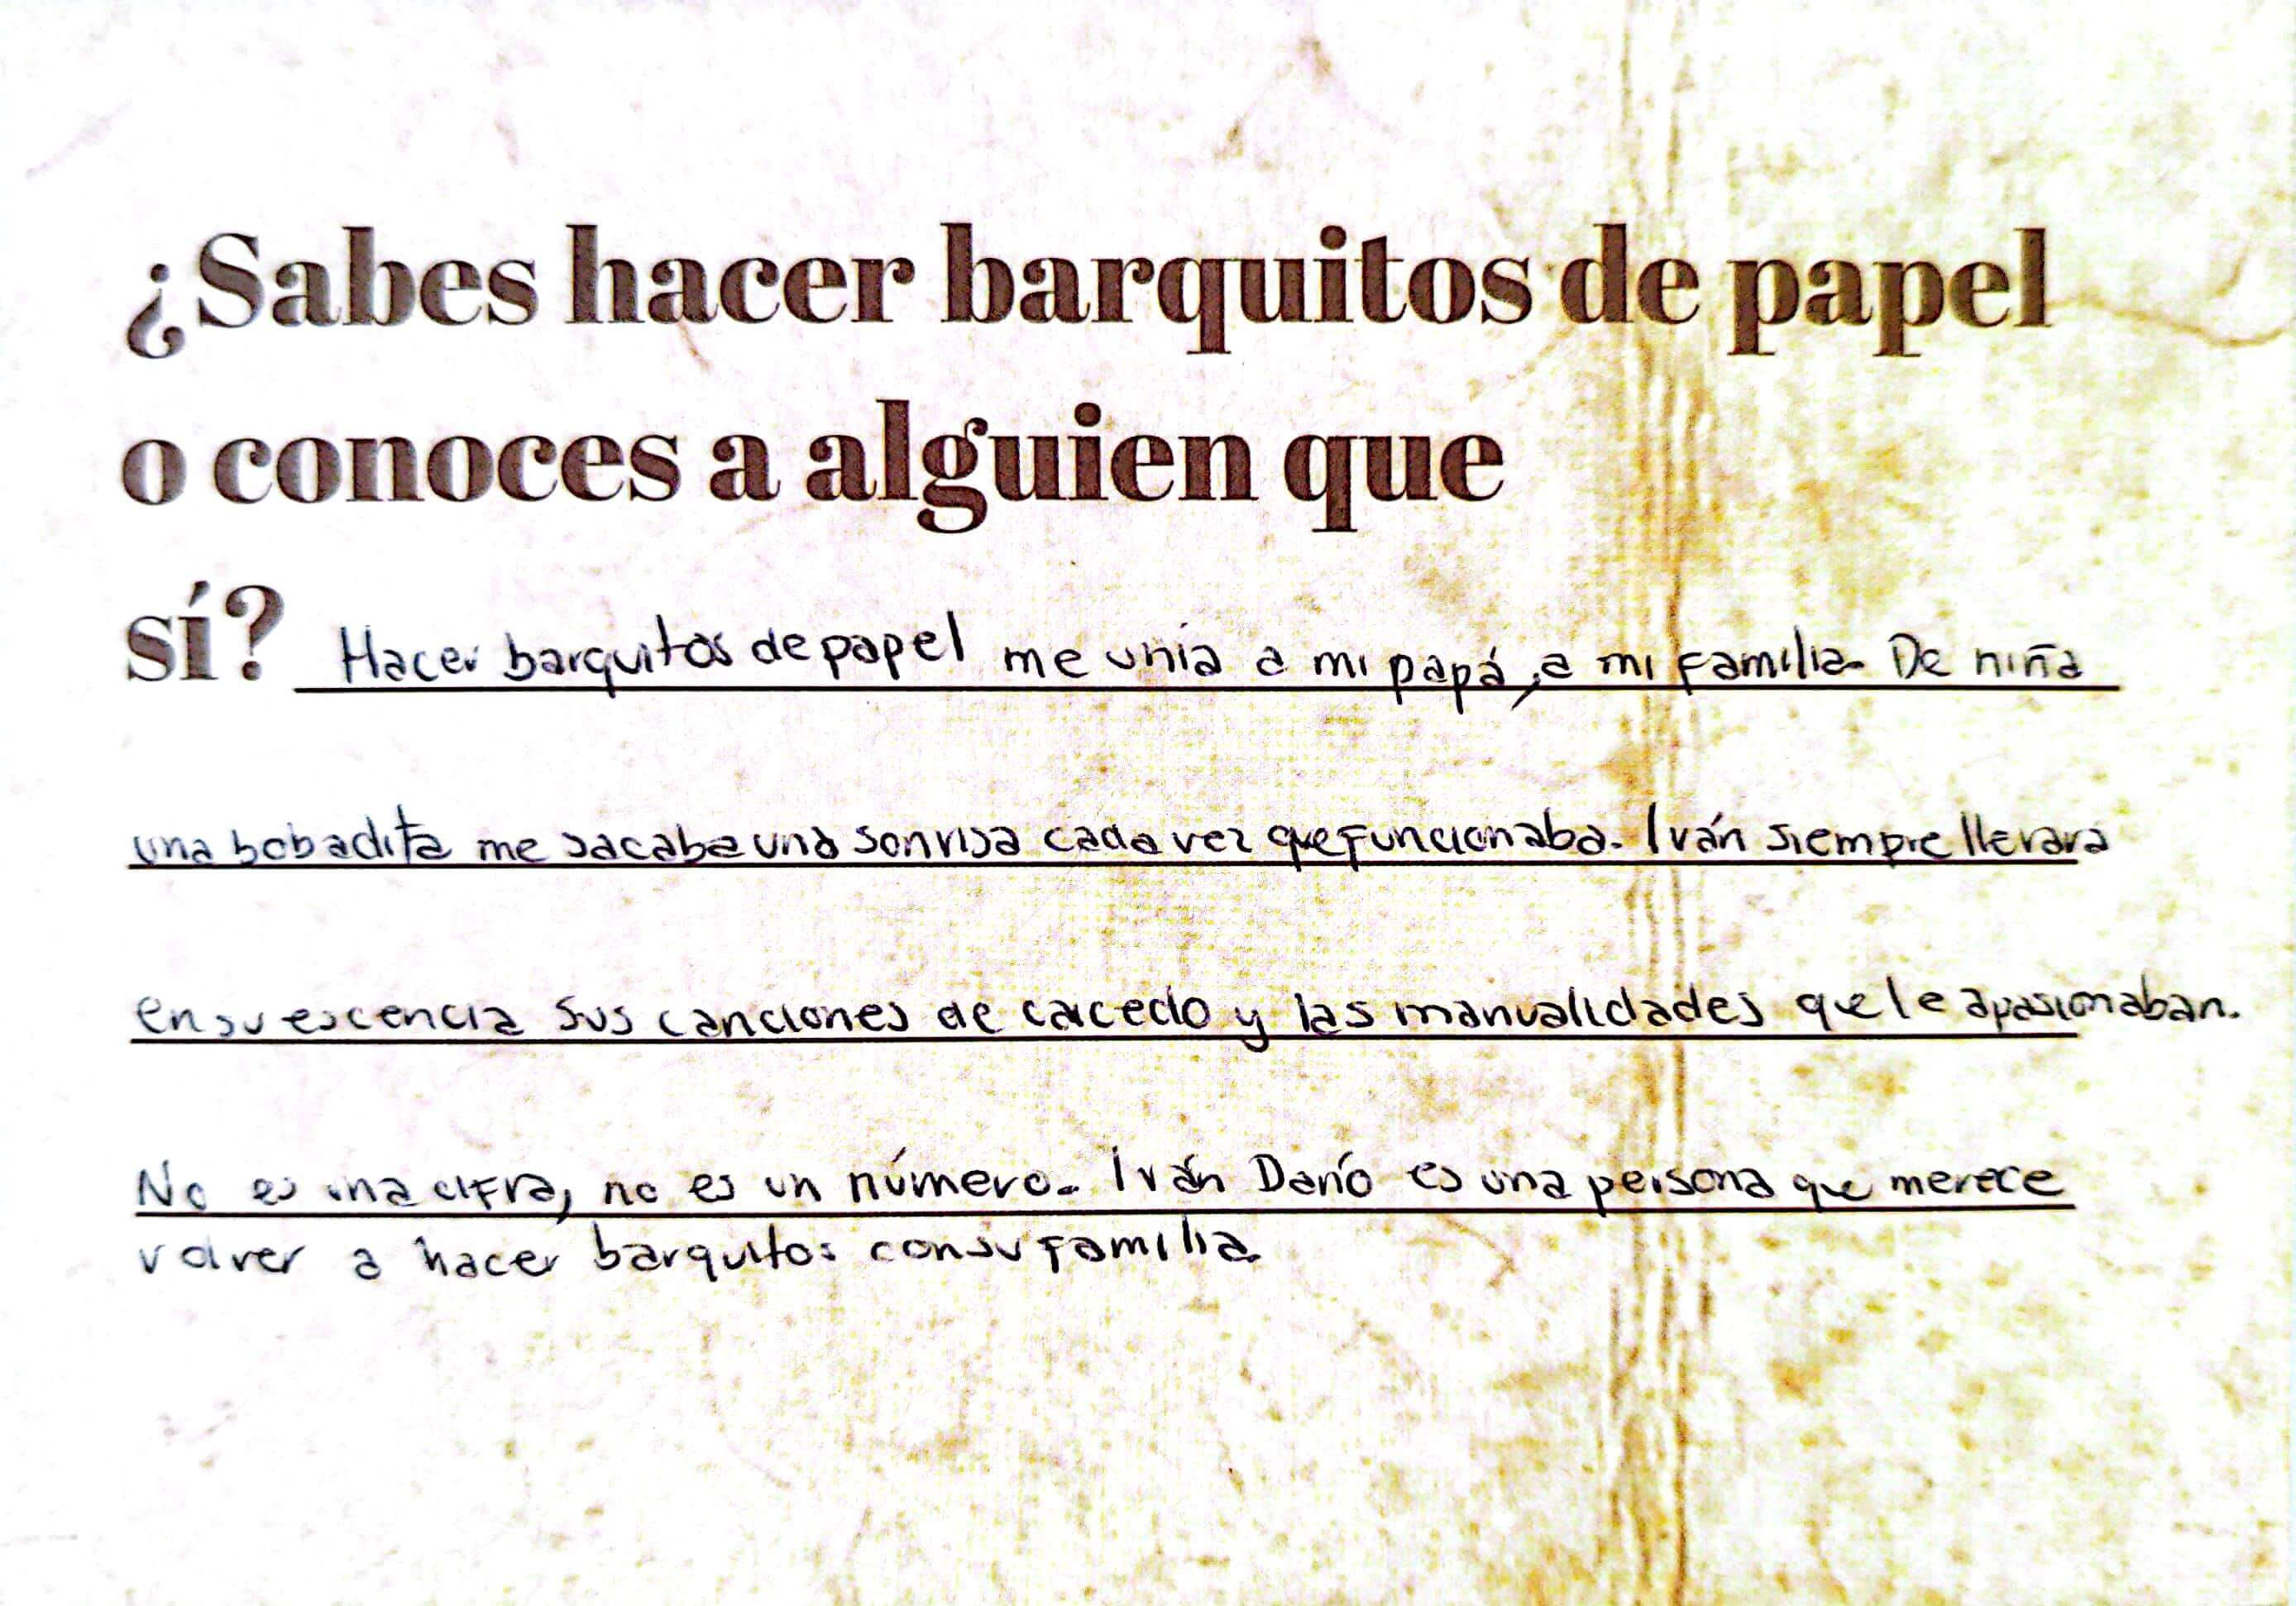 ¿Sabes hacer barquitos de papel
o conoces a alguien que
sí? Hacer barquitos de papel me unía a mi papá, a mi familia. De niña
una bobadita me sacaba una sonrisa cada vez que funcionaba. Iván siempre llevara
en su escencia sus canciones de caicedo y las manualidades que le apasionaban.
No es una cifra, no es un número. Iván Darío es una persona que merece
volver a hacer barquitos con su familia